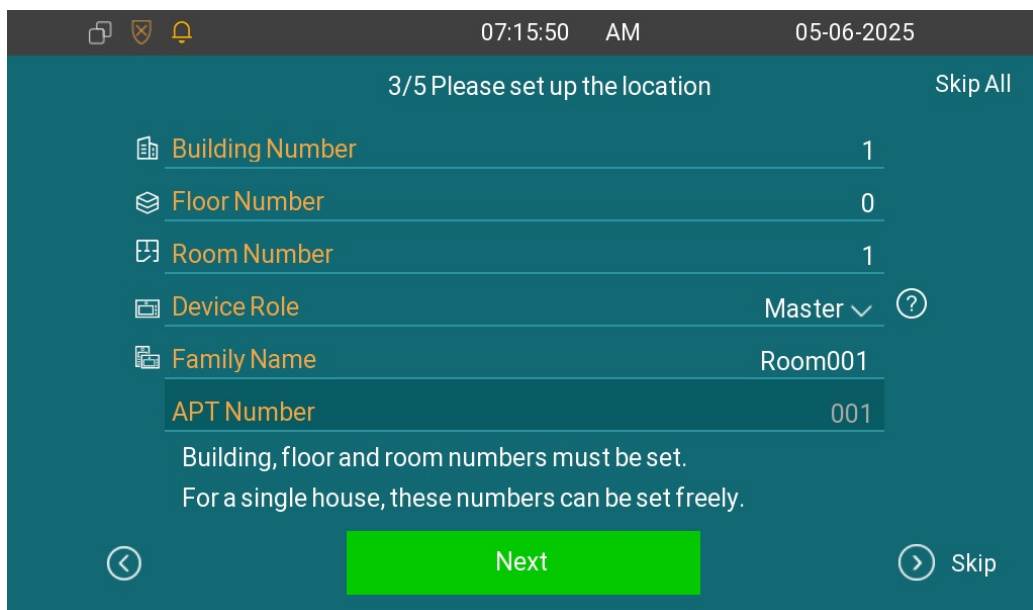 07:15:50 AM 05-06-2025
3/5 Please set up the location Skip All
Building Number 1
Floor Number 0
Room Number 1
Device Role Master ?
Family Name Room001
APT Number 001
Building, floor and room numbers must be set.
For a single house, these numbers can be set freely.
Next Skip